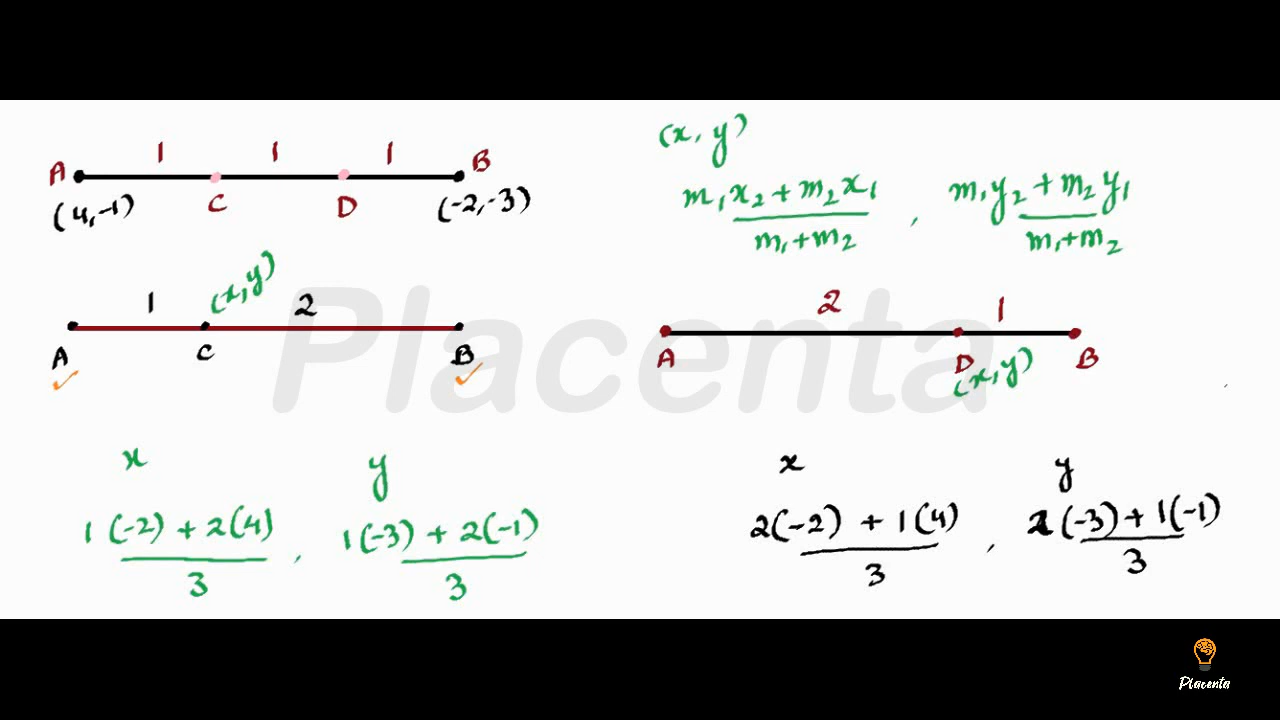 1 1 1
A C D B
(4,-1) (-2,-3)
(x, y)
m₁x₂+m₂x₁ / m₁+m₂ , m₁y₂+m₂y₁ / m₁+m₂
1 (x,y) 2
A C B
2 1
A D B
(x,y)
x y
1(-2)+2(4) / 3 , 1(-3)+2(-1) / 3
x y
2(-2)+1(4) / 3 , 2(-3)+1(-1) / 3
Placenta
Placenta